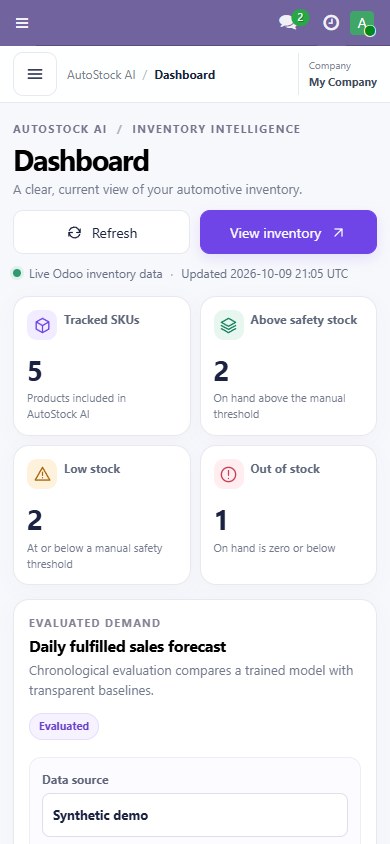 2
A
AutoStock AI / Dashboard
Company
My Company
AUTOSTOCK AI / INVENTORY INTELLIGENCE
Dashboard
A clear, current view of your automotive inventory.
Refresh
View inventory
Live Odoo inventory data · Updated 2026-10-09 21:05 UTC
Tracked SKUs
5
Products included in
AutoStock AI
Above safety stock
2
On hand above the manual
threshold
Low stock
2
At or below a manual safety
threshold
Out of stock
1
On hand is zero or below
EVALUATED DEMAND
Daily fulfilled sales forecast
Chronological evaluation compares a trained model with
transparent baselines.
Evaluated
Data source
Synthetic demo